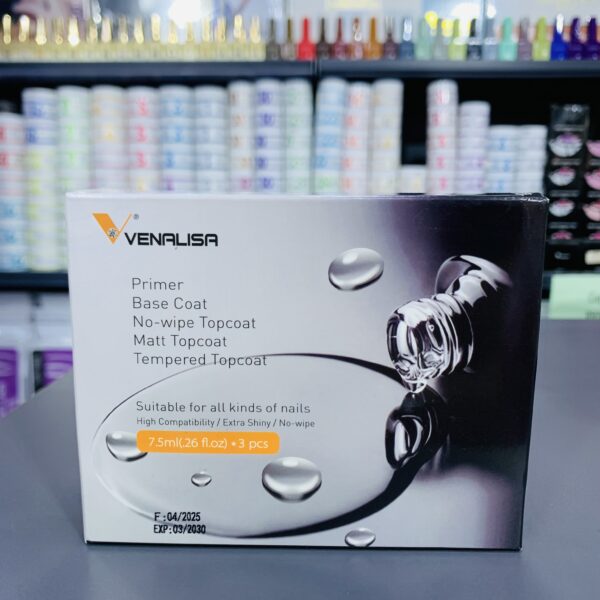 VENALISA
Primer
Base Coat
No-wipe Topcoat
Matt Topcoat
Tempered Topcoat
Suitable for all kinds of nails
High Compatibility / Extra Shiny / No-wipe
7.5ml(.26 fl.oz) * 3 pcs
F:04/2025
EXP:03/2030